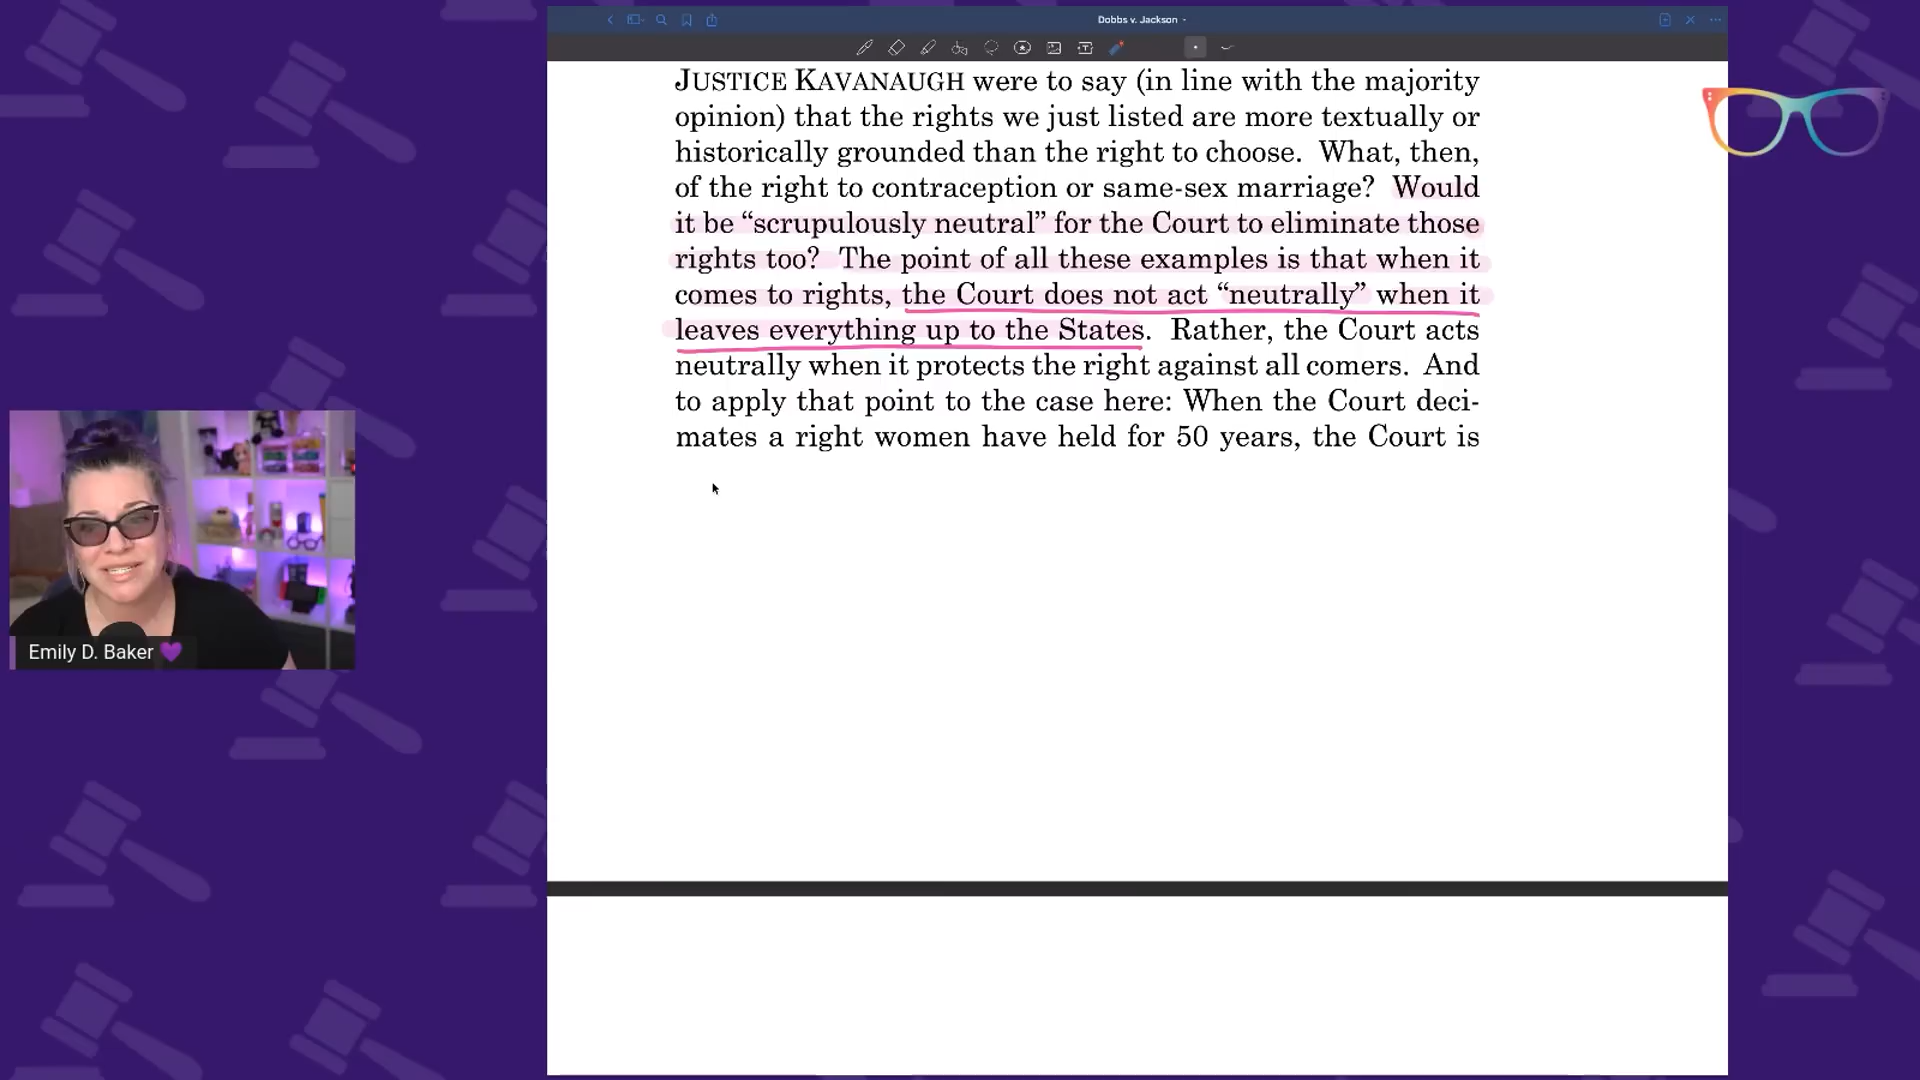 Dobbs v. Jackson
JUSTICE KAVANAUGH were to say (in line with the majority
opinion) that the rights we just listed are more textually or
historically grounded than the right to choose. What, then,
of the right to contraception or same-sex marriage? Would
it be “scrupulously neutral” for the Court to eliminate those
rights too? The point of all these examples is that when it
comes to rights, the Court does not act “neutrally” when it
leaves everything up to the States. Rather, the Court acts
neutrally when it protects the right against all comers. And
to apply that point to the case here: When the Court deci-
mates a right women have held for 50 years, the Court is
Emily D. Baker 💜